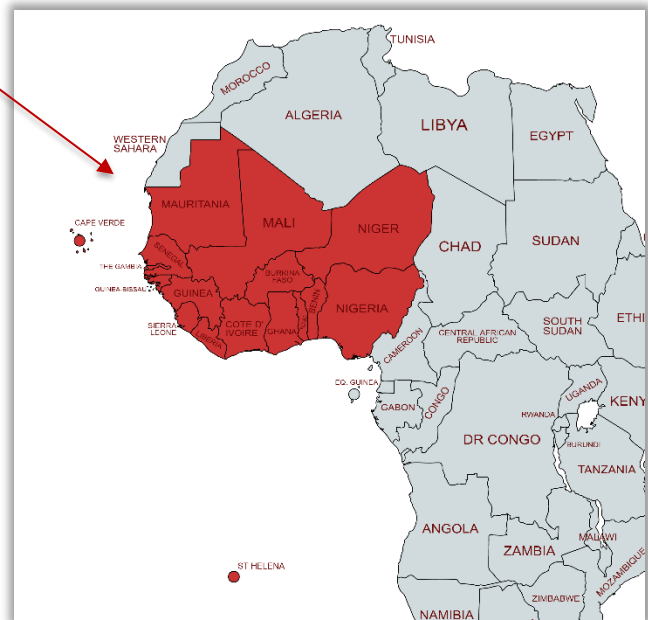 TUNISIA
MOROCCO
ALGERIA
LIBYA
EGYPT
WESTERN
SAHARA
MAURITANIA
MALI
NIGER
CHAD
SUDAN
CAPE VERDE
SENEGAL
THE GAMBIA
GUINEA-BISSAU
GUINEA
BURKINA
FASO
BENIN
NIGERIA
SIERRA
LEONE
LIBERIA
COTE D'
IVOIRE
GHANA
CAMEROON
CENTRAL AFRICAN
REPUBLIC
SOUTH
SUDAN
ETHI
EQ. GUINEA
GABON
CONGO
DR CONGO
UGANDA
KENY
RWANDA
BURUNDI
TANZANIA
ANGOLA
ZAMBIA
MALAWI
MOZAMBIQUE
ST HELENA
ZIMBABWE
NAMIBIA